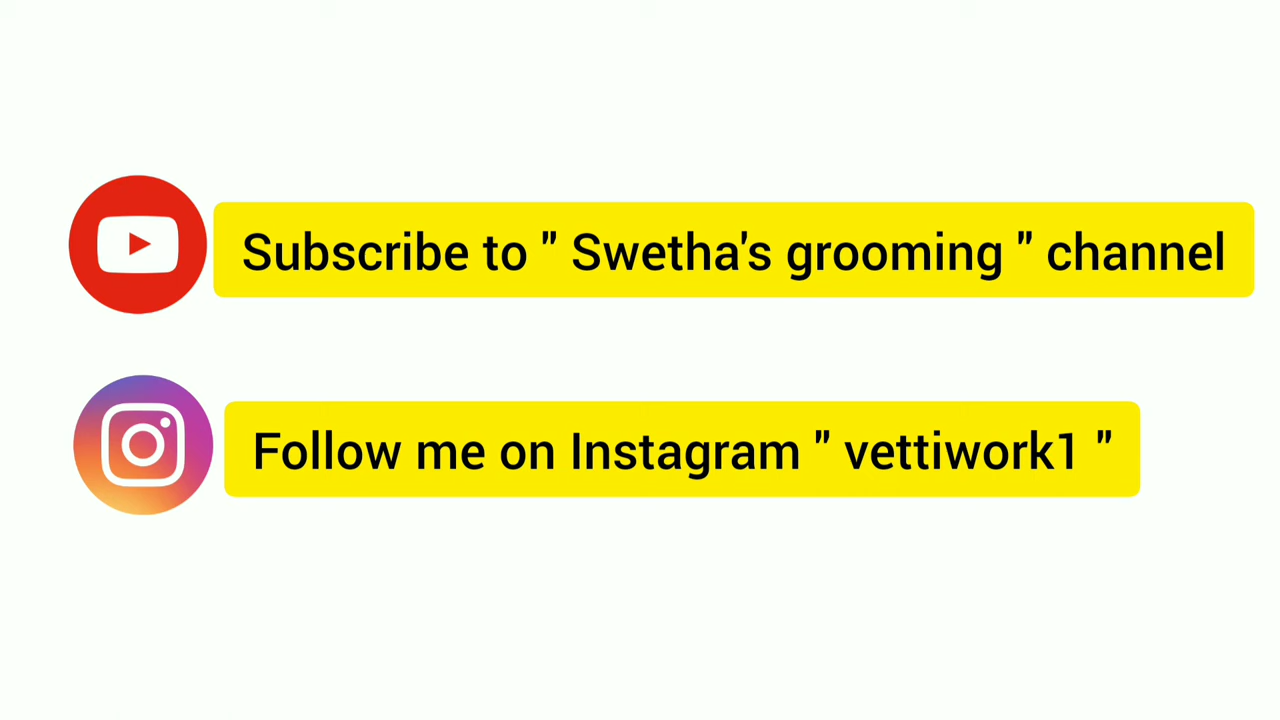 Subscribe to " Swetha's grooming " channel
Follow me on Instagram " vettiwork1 "